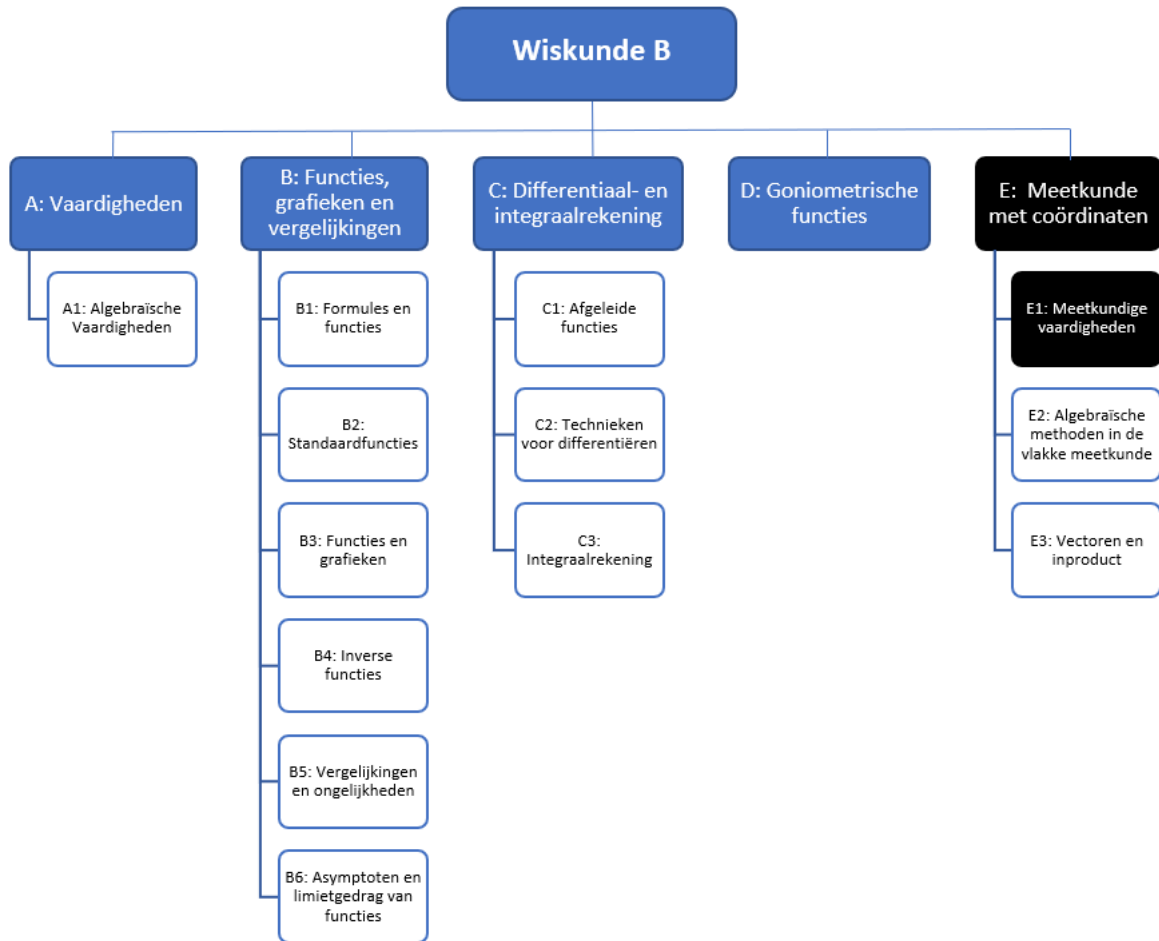 Wiskunde B
A: Vaardigheden
A1: Algebraïsche
Vaardigheden
B: Functies,
grafieken en
vergelijkingen
B1: Formules en
functies
B2:
Standaardfuncties
B3: Functies en
grafieken
B4: Inverse
functies
B5: Vergelijkingen
en ongelijkheden
B6: Asymptoten en
limietgedrag van
functies
C: Differentiaal- en
integraalrekening
C1: Afgeleide
functies
C2: Technieken
voor differentiëren
C3:
Integraalrekening
D: Goniometrische
functies
E: Meetkunde
met coördinaten
E1: Meetkundige
vaardigheden
E2: Algebraïsche
methoden in de
vlakke meetkunde
E3: Vectoren en
inproduct